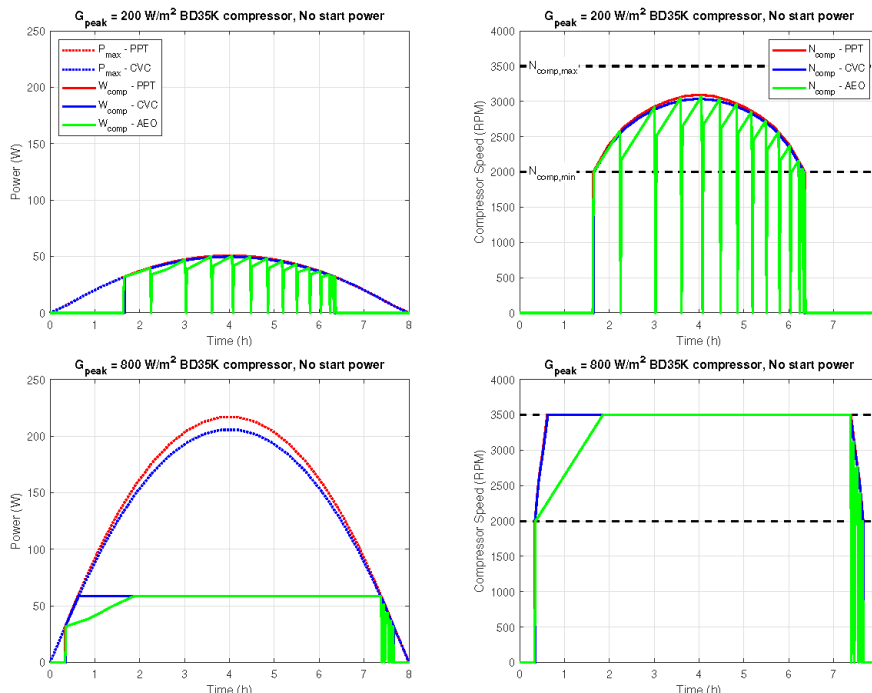 G_peak = 200 W/m² BD35K compressor, No start power
250
200
150
100
50
0
Power (W)
P_max - PPT
P_max - CVC
W_comp - PPT
W_comp - CVC
W_comp - AEO
0 1 2 3 4 5 6 7 8
Time (h)
G_peak = 200 W/m² BD35K compressor, No start power
4000
3500
3000
2500
2000
1500
1000
500
0
Compressor Speed (RPM)
N_comp,max
N_comp,min
N_comp - PPT
N_comp - CVC
N_comp - AEO
0 1 2 3 4 5 6 7
Time (h)
G_peak = 800 W/m² BD35K compressor, No start power
250
200
150
100
50
0
Power (W)
0 1 2 3 4 5 6 7 8
Time (h)
G_peak = 800 W/m² BD35K compressor, No start power
4000
3500
3000
2500
2000
1500
1000
500
0
Compressor Speed (RPM)
0 1 2 3 4 5 6 7
Time (h)